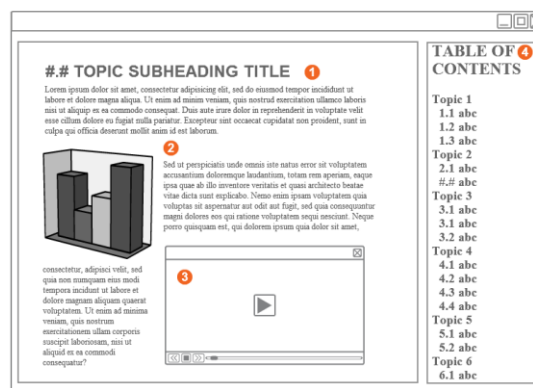 #.# TOPIC SUBHEADING TITLE 1
Lorem ipsum dolor sit amet, consectetur adipisicing elit, sed do eiusmod tempor incididunt ut
labore et dolore magna aliqua. Ut enim ad minim veniam, quis nostrud exercitation ullamco laboris
nisi ut aliquip ex ea commodo consequat. Duis aute irure dolor in reprehenderit in voluptate velit
esse cillum dolore eu fugiat nulla pariatur. Excepteur sint occaecat cupidatat non proident, sunt in
culpa qui officia deserunt mollit anim id est laborum.
2
Sed ut perspiciatis unde omnis iste natus error sit voluptatem
accusantium doloremque laudantium, totam rem aperiam, eaque
ipsa quae ab illo inventore veritatis et quasi architecto beatae
vitae dicta sunt explicabo. Nemo enim ipsam voluptatem quia
voluptas sit aspernatur aut odit aut fugit, sed quia consequuntur
magni dolores eos qui ratione voluptatem sequi nesciunt. Neque
porro quisquam est, qui dolorem ipsum quia dolor sit amet,
consectetur, adipisci velit, sed
quia non numquam eius modi
tempora incidunt ut labore et
dolore magnam aliquam quaerat
voluptatem. Ut enim ad minima
veniam, quis nostrum
exercitationem ullam corporis
suscipit laboriosam, nisi ut
aliquid ex ea commodi
consequatur?
3
TABLE OF 4
CONTENTS
Topic 1
1.1 abc
1.2 abc
1.3 abc
Topic 2
2.1 abc
#.# abc
Topic 3
3.1 abc
3.1 abc
3.2 abc
Topic 4
4.1 abc
4.2 abc
4.3 abc
4.4 abc
Topic 5
5.1 abc
5.2 abc
Topic 6
6.1 abc